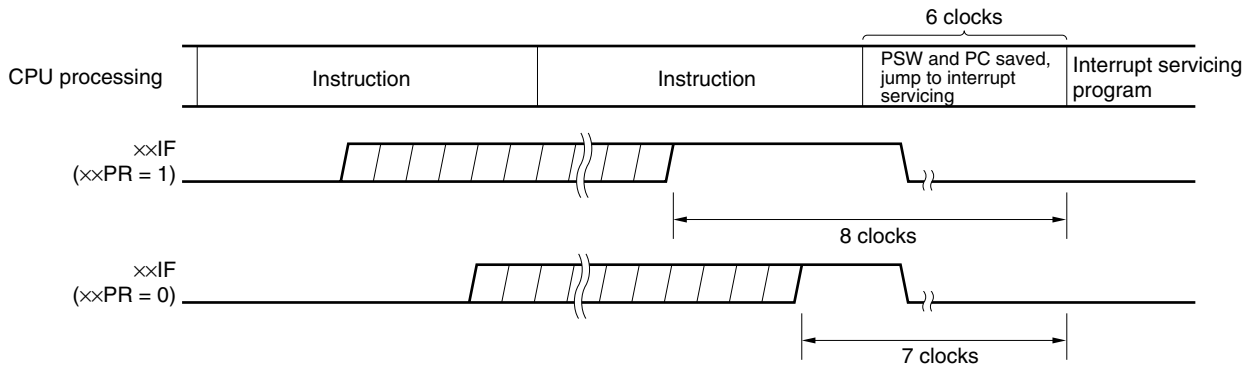 6 clocks
CPU processing
Instruction
Instruction
PSW and PC saved,
jump to interrupt
servicing
Interrupt servicing
program
××IF
(××PR = 1)
8 clocks
××IF
(××PR = 0)
7 clocks